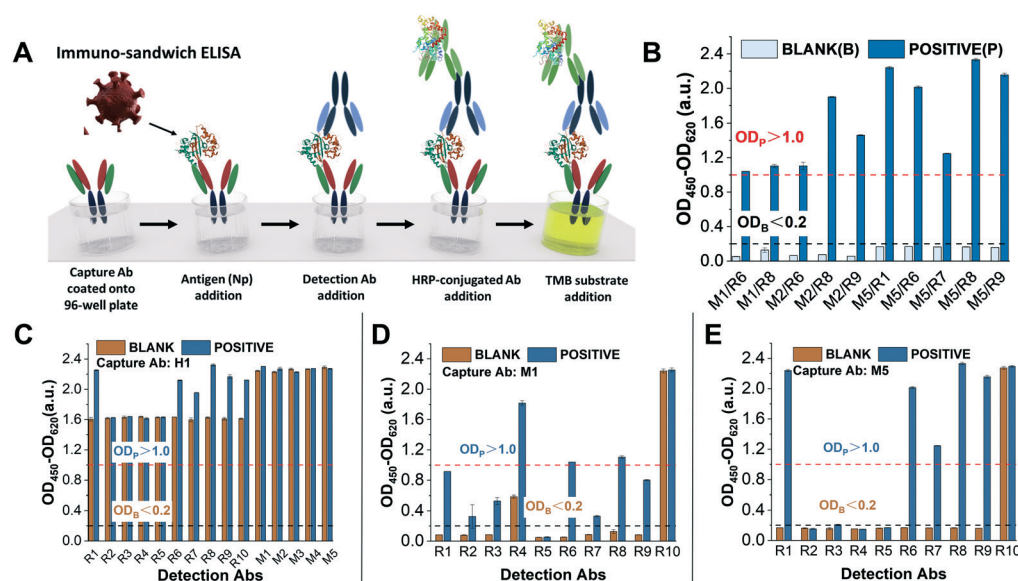 A
Immuno-sandwich ELISA
Capture Ab
coated onto
96-well plate
Antigen (Np)
addition
Detection Ab
addition
HRP-conjugated Ab
addition
TMB substrate
addition
B
BLANK(B) POSITIVE(P)
OD450-OD620 (a.u.)
2.4
1.8
1.2
0.6
0.0
ODP>1.0
ODB<0.2
M1/R6 M1/R8 M2/R6 M2/R8 M2/R9 M5/R1 M5/R6 M5/R7 M5/R8 M5/R9
C
BLANK POSITIVE
Capture Ab: H1
OD450-OD620(a.u.)
2.4
2.0
1.6
1.2
0.8
0.4
0.0
ODP>1.0
ODB<0.2
R1 R2 R3 R4 R5 R6 R7 R8 R9 R10 M1 M2 M3 M4 M5
Detection Abs
D
BLANK POSITIVE
Capture Ab: M1
OD450-OD620 (a.u.)
2.4
2.0
1.6
1.2
0.8
0.4
0.0
ODP>1.0
ODB<0.2
R1 R2 R3 R4 R5 R6 R7 R8 R9 R10
Detection Abs
E
BLANK POSITIVE
Capture Ab: M5
OD450-OD620 (a.u.)
2.4
2.0
1.6
1.2
0.8
0.4
0.0
ODP>1.0
ODB<0.2
R1 R2 R3 R4 R5 R6 R7 R8 R9 R10
Detection Abs